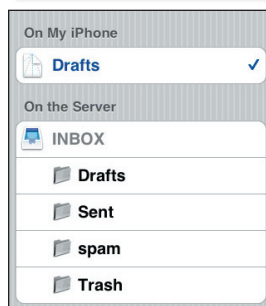 On My iPhone
Drafts
On the Server
INBOX
Drafts
Sent
spam
Trash